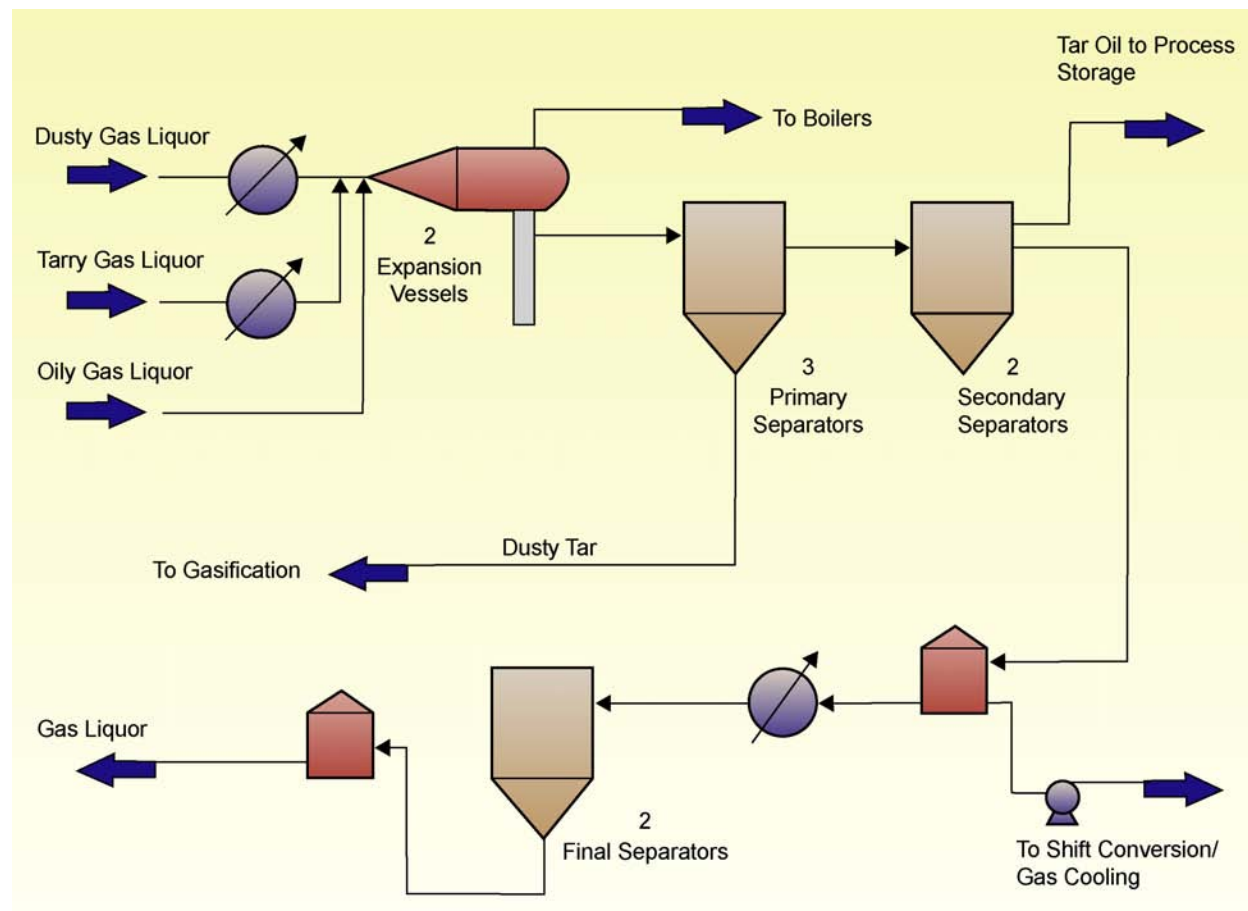 Tar Oil to Process
Storage
To Boilers
Dusty Gas Liquor
2
Expansion
Vessels
Tarry Gas Liquor
Oily Gas Liquor
3
Primary
Separators
2
Secondary
Separators
Dusty Tar
To Gasification
Gas Liquor
2
Final Separators
To Shift Conversion/
Gas Cooling